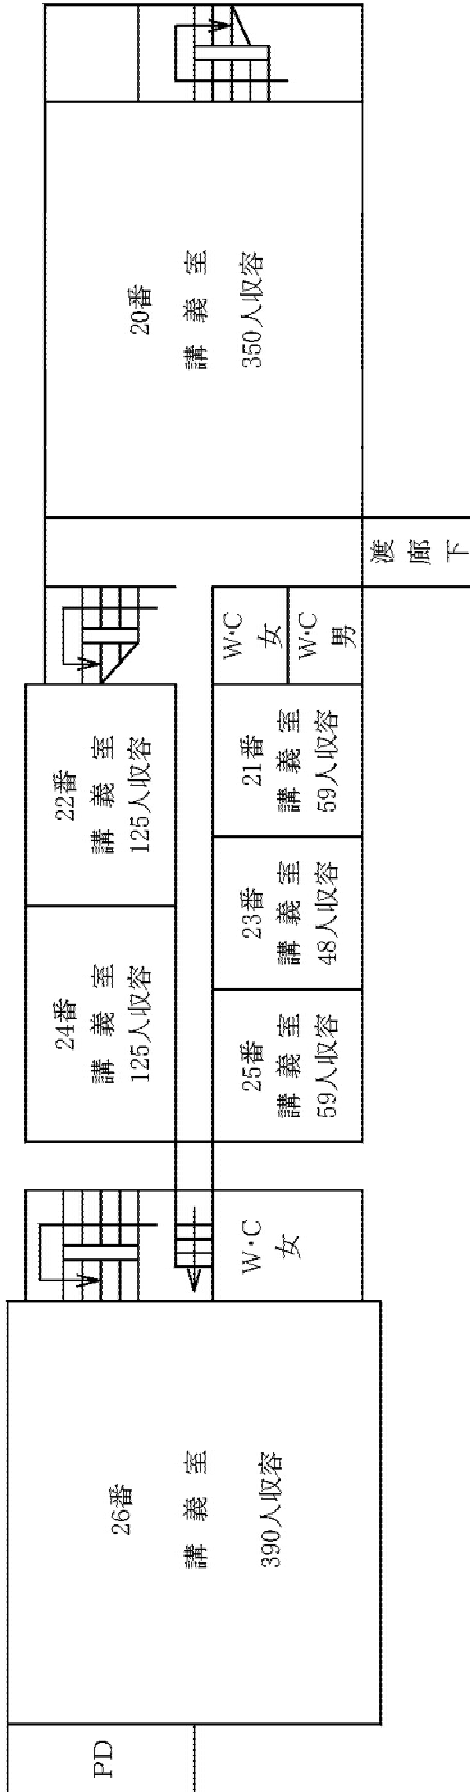 PD
26番
講義室
390人収容
W・C
女
24番
講義室
125人収容
22番
講義室
125人収容
25番
講義室
59人収容
23番
講義室
48人収容
21番
講義室
59人収容
W・C
女
W・C
男
渡廊下
20番
講義室
350人収容